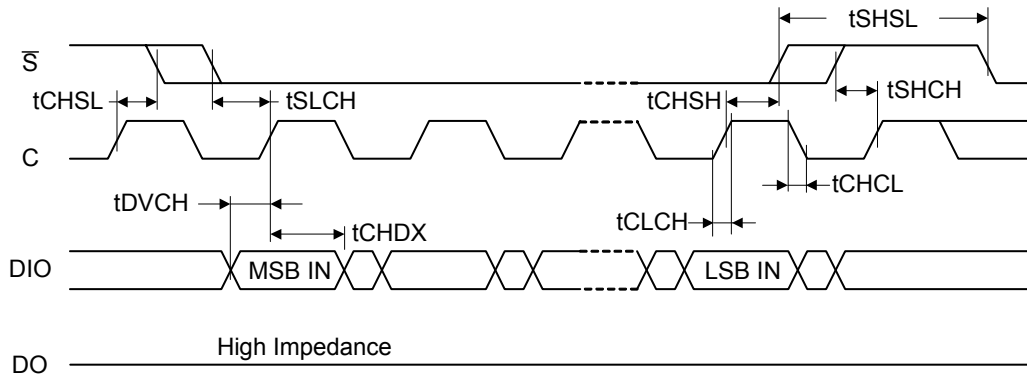 tSHSL
S̅
tCHSL
tSLCH
tCHSH
tSHCH
C
tDVCH
tCHCL
tCLCH
tCHDX
DIO
MSB IN
LSB IN
High Impedance
DO